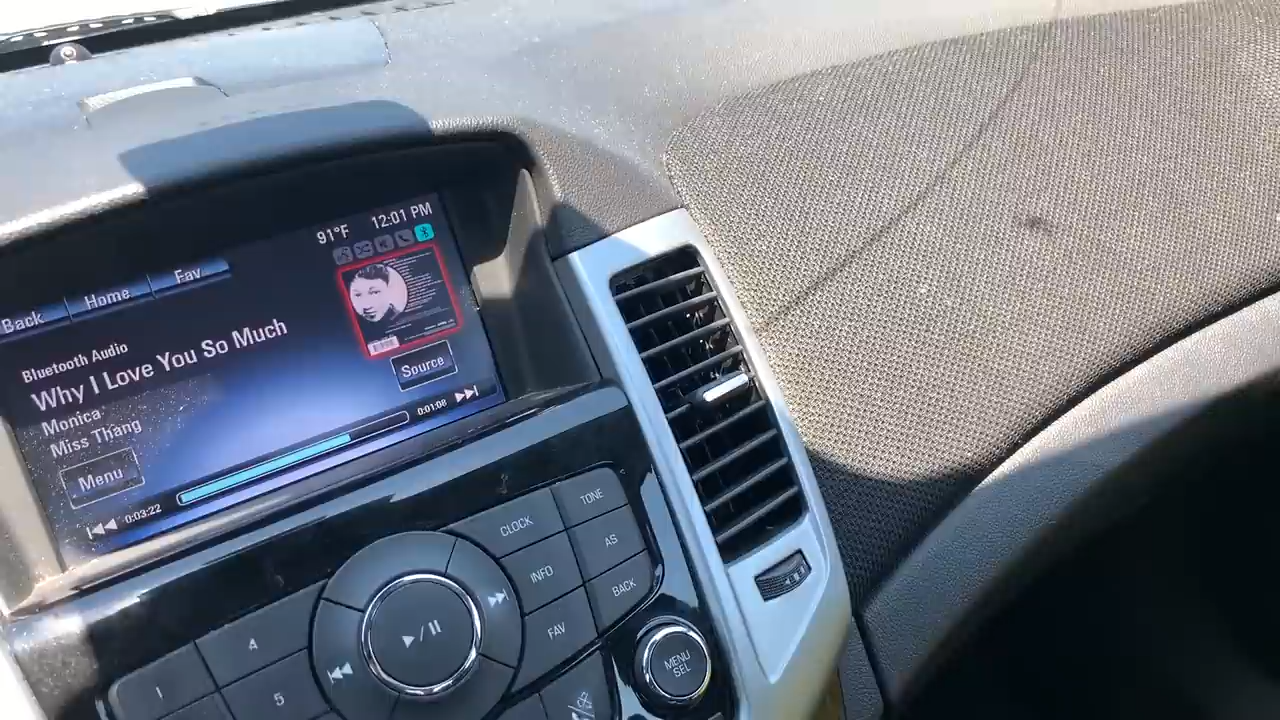 91°F 12:01 PM
Back Home Fav
Bluetooth Audio
Why I Love You So Much
Monica
Miss Thang
Source
Menu
0:03:22
0:01:08
CLOCK
TONE
INFO
AS
FAV
BACK
1
4
5
MENU
SEL